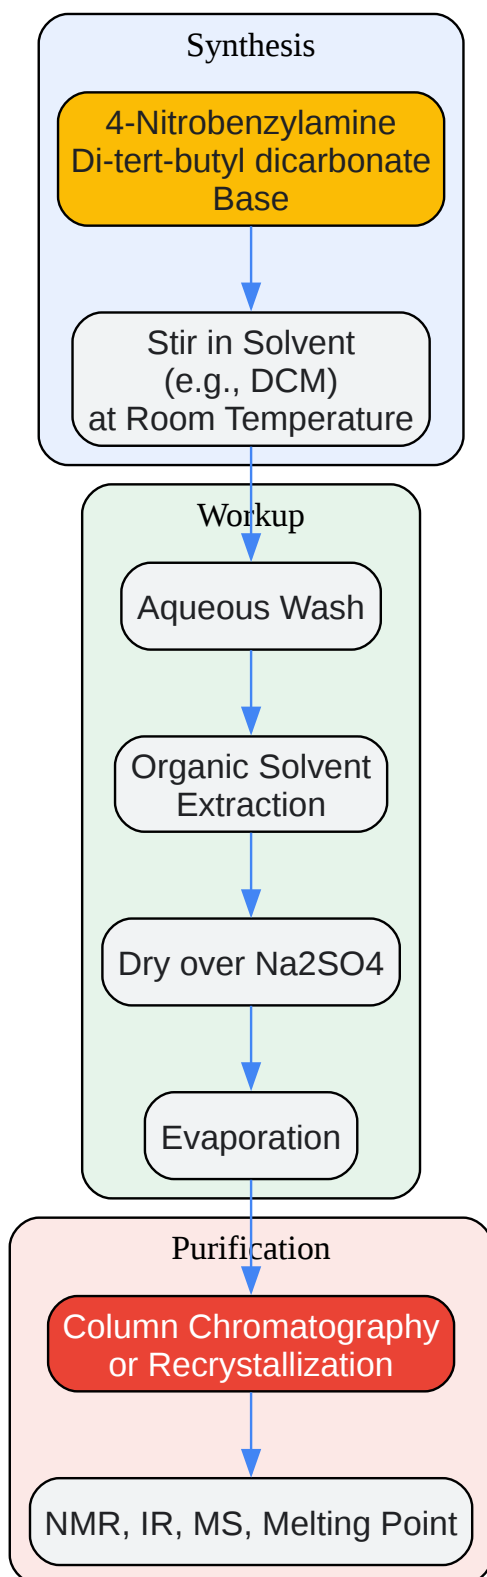 Synthesis
4-Nitrobenzylamine
Di-tert-butyl dicarbonate
Base
Stir in Solvent
(e.g., DCM)
at Room Temperature
Workup
Aqueous Wash
Organic Solvent
Extraction
Dry over Na2SO4
Evaporation
Purification
Column Chromatography
or Recrystallization
NMR, IR, MS, Melting Point